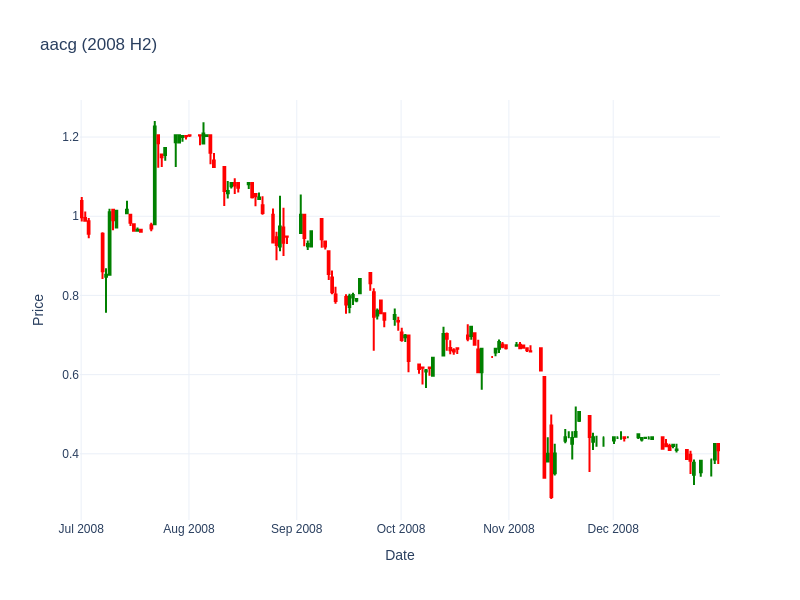 aacg (2008 H2)
Price
1.2
1
0.8
0.6
0.4
Jul 2008
Aug 2008
Sep 2008
Oct 2008
Nov 2008
Dec 2008
Date